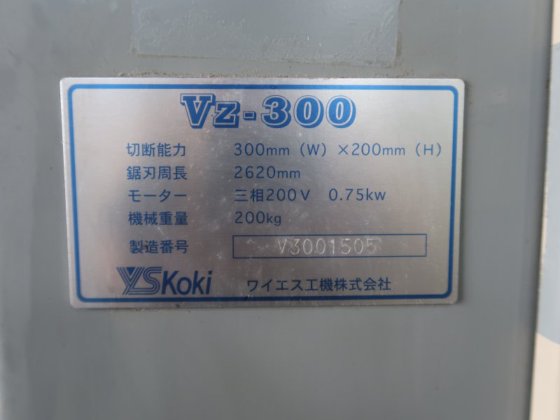 Vz-300
切断能力 300mm（W）×200mm（H）
鋸刃周長 2620mm
モーター 三相200V 0.75kw
機械重量 200kg
製造番号 V3001505
YSKoki ワイエス工機株式会社